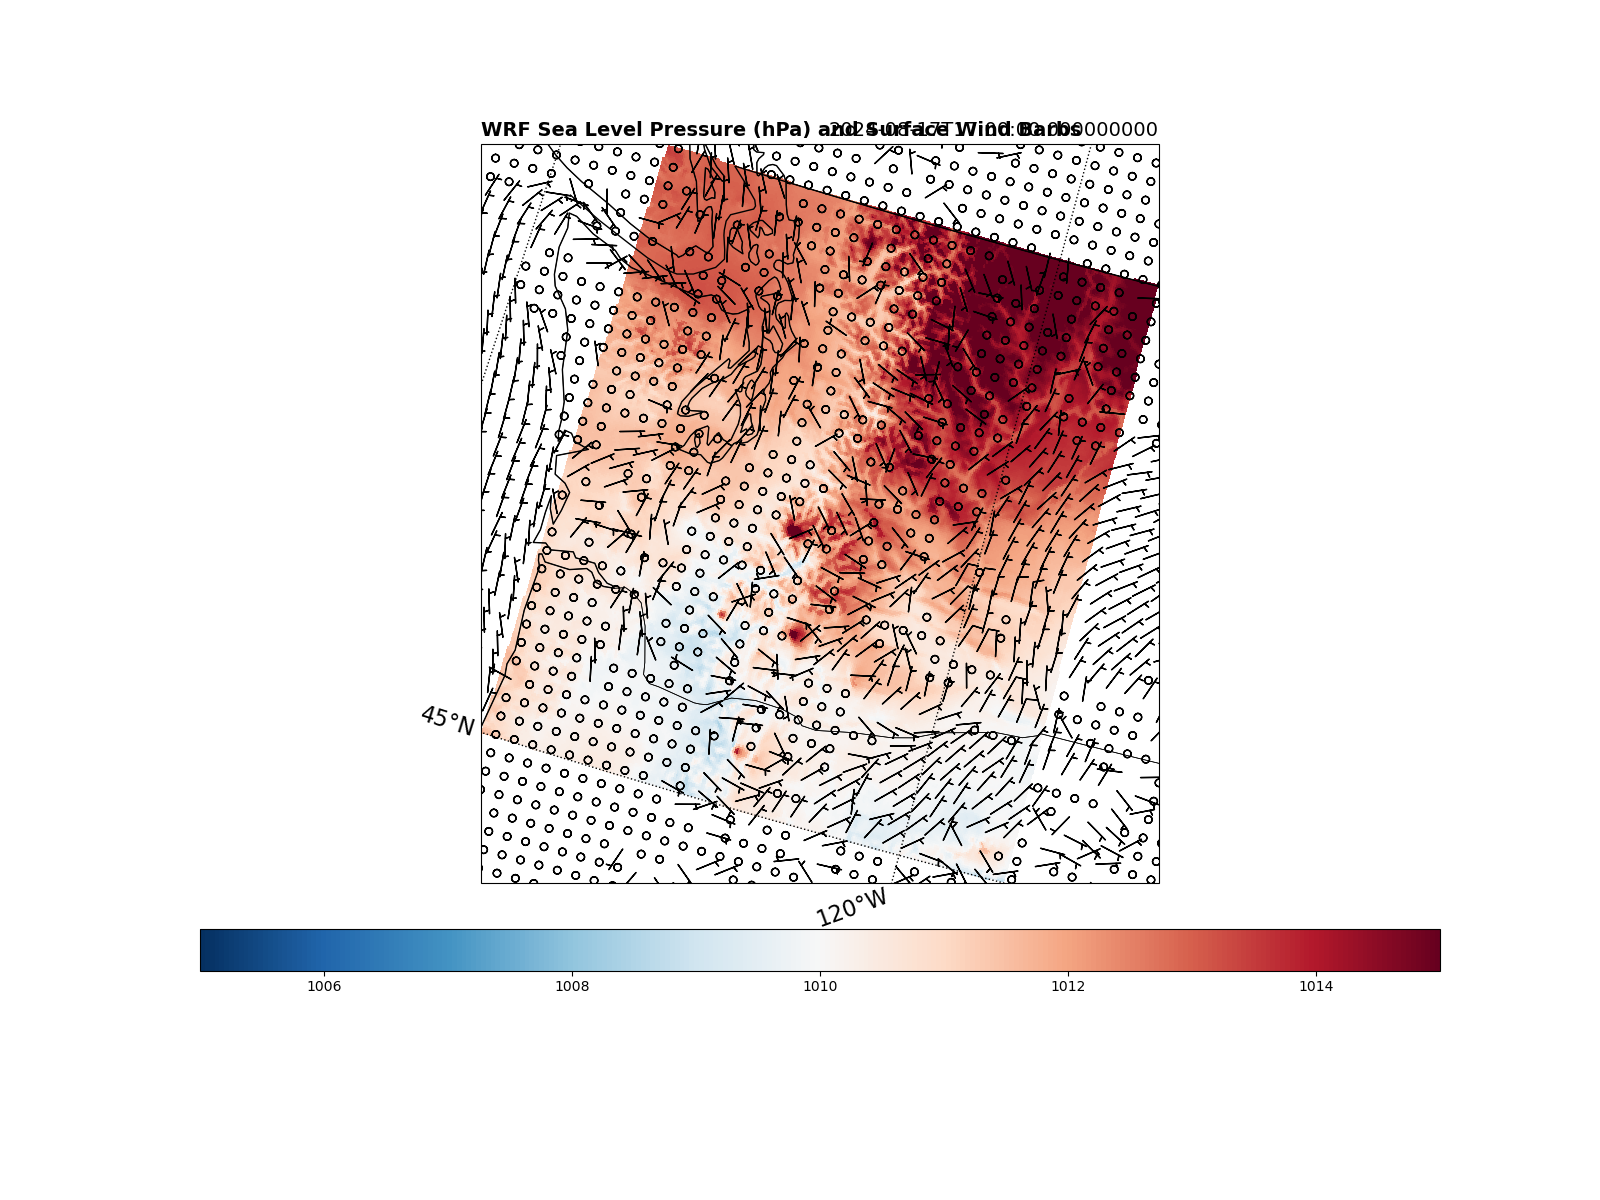 WRF Sea Level Pressure (hPa) and Surface Wind Barbs
45°N
120°W
1006 1008 1010 1012 1014